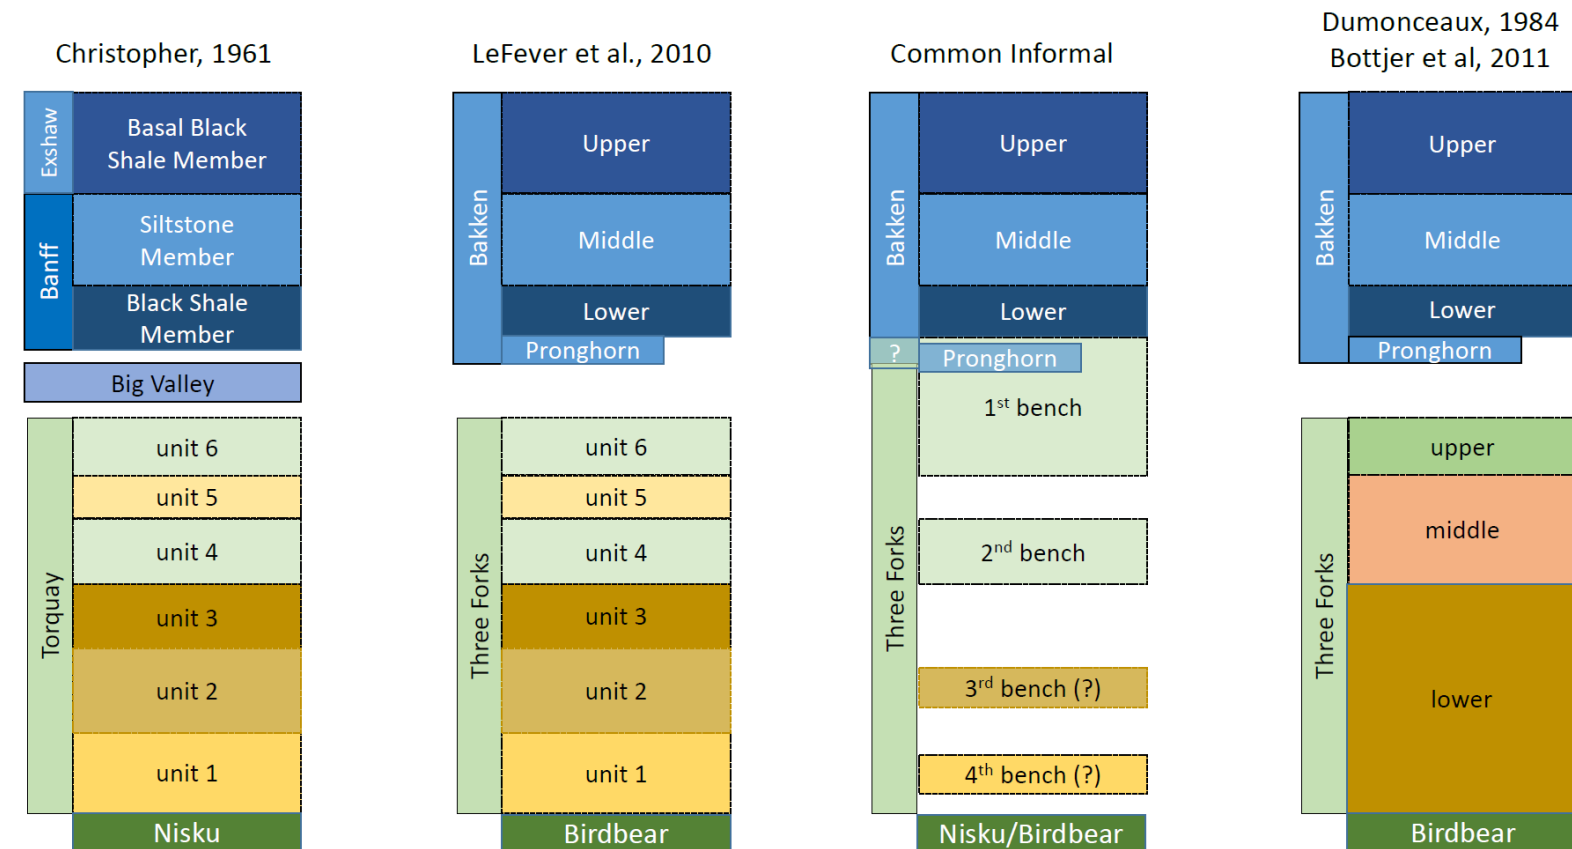 Christopher, 1961
Exshaw
Basal Black
Shale Member
Banff
Siltstone
Member
Black Shale
Member
Big Valley
Torquay
unit 6
unit 5
unit 4
unit 3
unit 2
unit 1
Nisku
LeFever et al., 2010
Bakken
Upper
Middle
Lower
Pronghorn
Three Forks
unit 6
unit 5
unit 4
unit 3
unit 2
unit 1
Birdbear
Common Informal
Bakken
Upper
Middle
Lower
?
Pronghorn
Three Forks
1st bench
2nd bench
3rd bench (?)
4th bench (?)
Nisku/Birdbear
Dumonceaux, 1984
Bottjer et al, 2011
Bakken
Upper
Middle
Lower
Pronghorn
Three Forks
upper
middle
lower
Birdbear